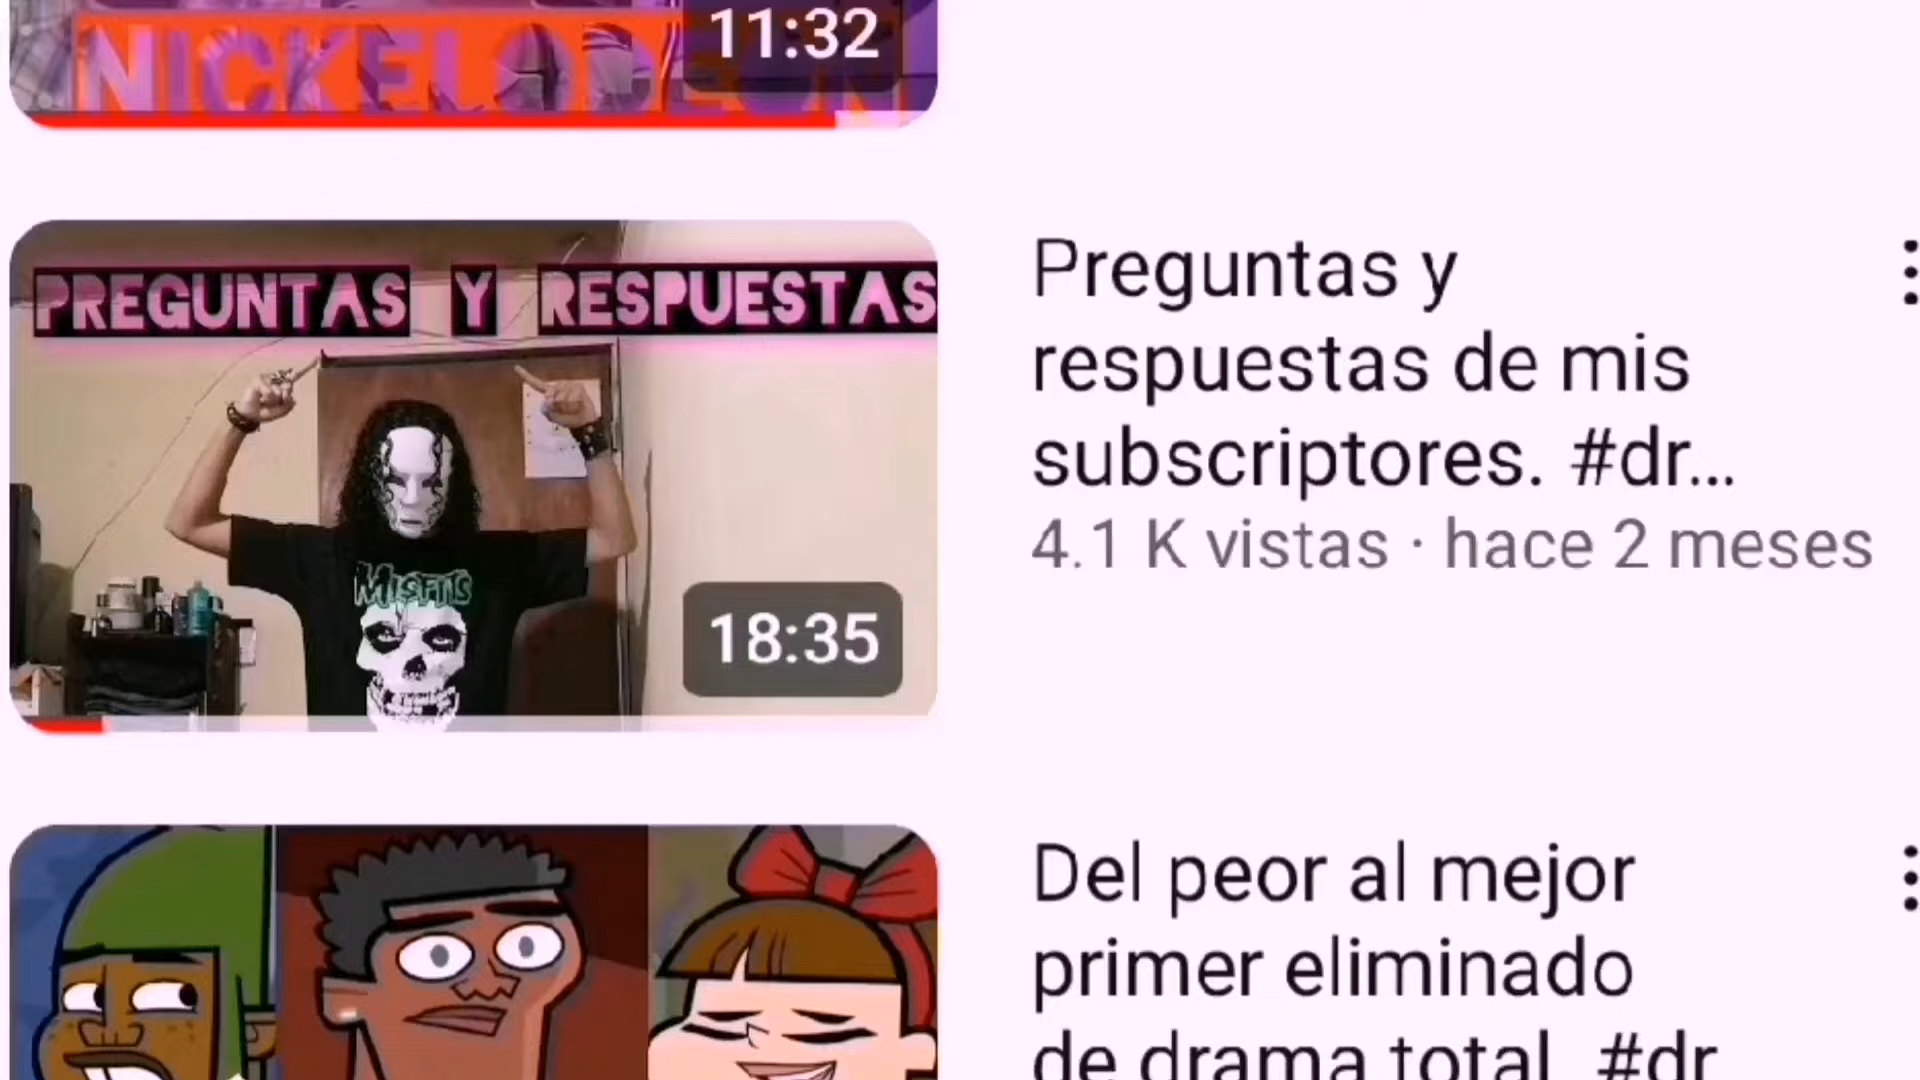 NICKELODEON
11:32
PREGUNTAS Y RESPUESTAS
MISFITS
18:35
Preguntas y
respuestas de mis
subscriptores. #dr...
4.1 K vistas · hace 2 meses
Del peor al mejor
primer eliminado
de drama total. #dr